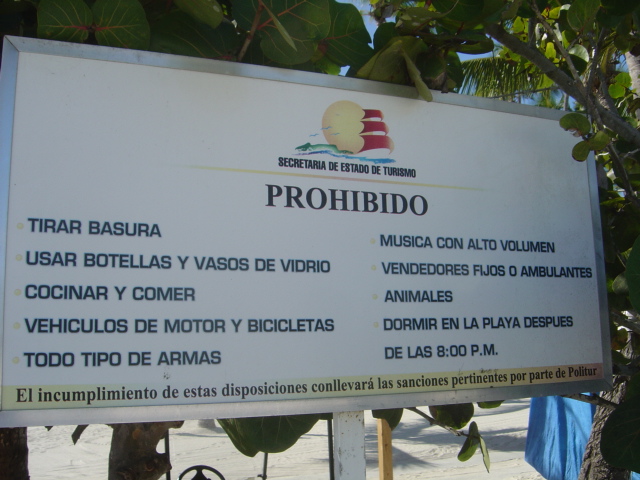 SECRETARIA DE ESTADO DE TURISMO
PROHIBIDO
TIRAR BASURA
USAR BOTELLAS Y VASOS DE VIDRIO
COCINAR Y COMER
VEHICULOS DE MOTOR Y BICICLETAS
TODO TIPO DE ARMAS
MUSICA CON ALTO VOLUMEN
VENDEDORES FIJOS O AMBULANTES
ANIMALES
DORMIR EN LA PLAYA DESPUES
DE LAS 8:00 P.M.
El incumplimiento de estas disposiciones conllevará las sanciones pertinentes por parte de Politur